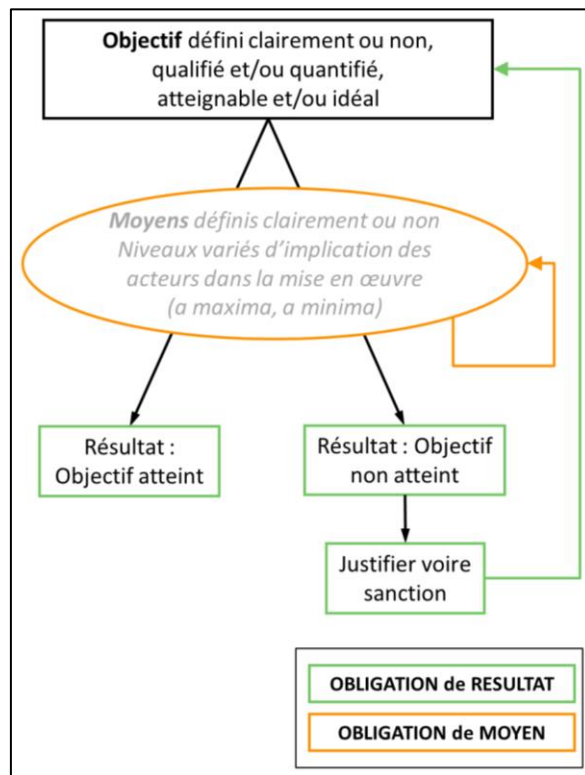 Objectif défini clairement ou non,
qualifié et/ou quantifié,
atteignable et/ou idéal
Moyens définis clairement ou non
Niveaux variés d’implication des
acteurs dans la mise en œuvre
(a maxima, a minima)
Résultat :
Objectif atteint
Résultat : Objectif
non atteint
Justifier voire
sanction
OBLIGATION de RESULTAT
OBLIGATION de MOYEN